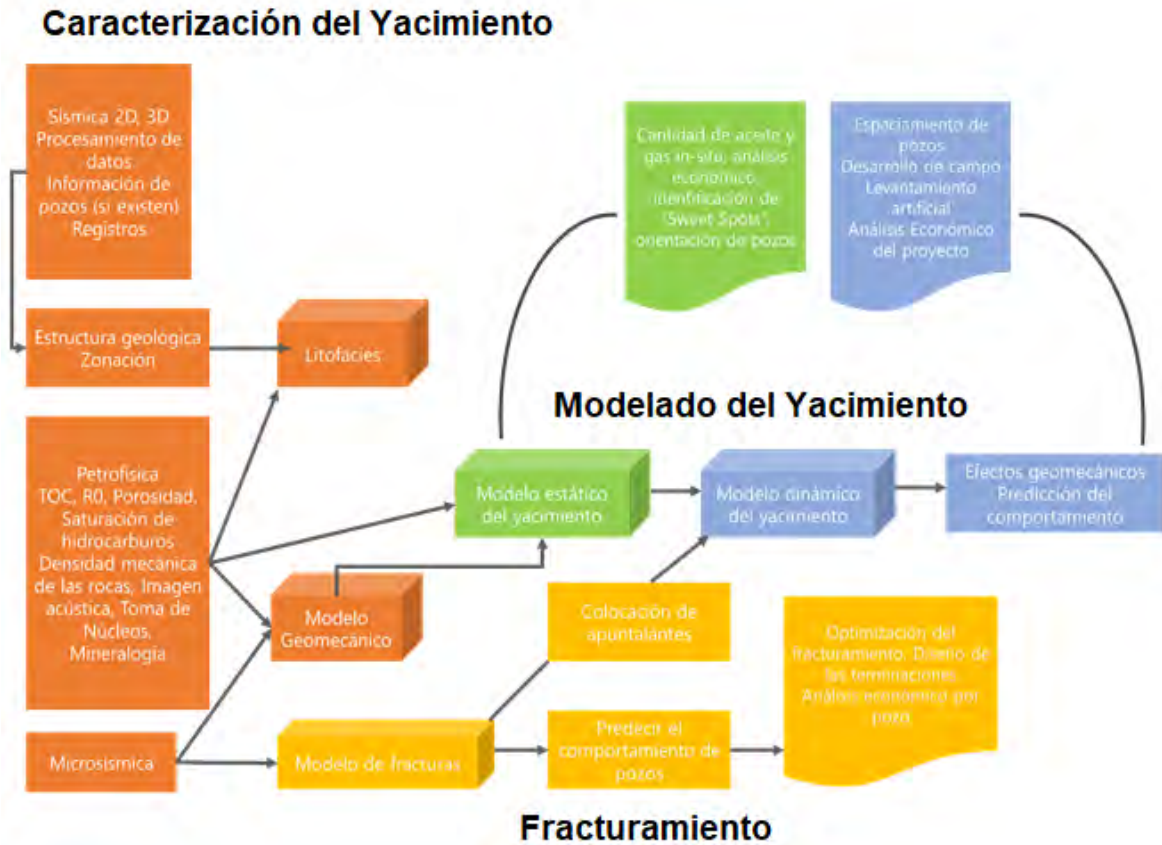 Caracterización del Yacimiento
Sísmica 2D, 3D
Procesamiento de
datos
Información de
pozos (si existen)
Registros
Cantidad de aceite y
gas in-situ, análisis
económico,
identificación de
"Sweet Spots",
orientación de pozos
Espaciamiento de
pozos
Desarrollo de campo
Levantamiento
artificial
Análisis Económico
del proyecto
Estructura geológica
Zonación
Litofacies
Modelado del Yacimiento
Petrofísica
TOC, R0, Porosidad,
Saturación de
hidrocarburos
Densidad mecánica
de las rocas, Imagen
acústica, Toma de
Núcleos,
Mineralogía
Modelo estático
del yacimiento
Modelo dinámico
del yacimiento
Efectos geomecánicos
Predicción del
comportamiento
Modelo
Geomecánico
Colocación de
apuntalantes
Optimización del
fracturamiento. Diseño de
las terminaciones.
Análisis económico por
pozo
Microsísmica
Modelo de fracturas
Predecir el
comportamiento de
pozos
Fracturamiento